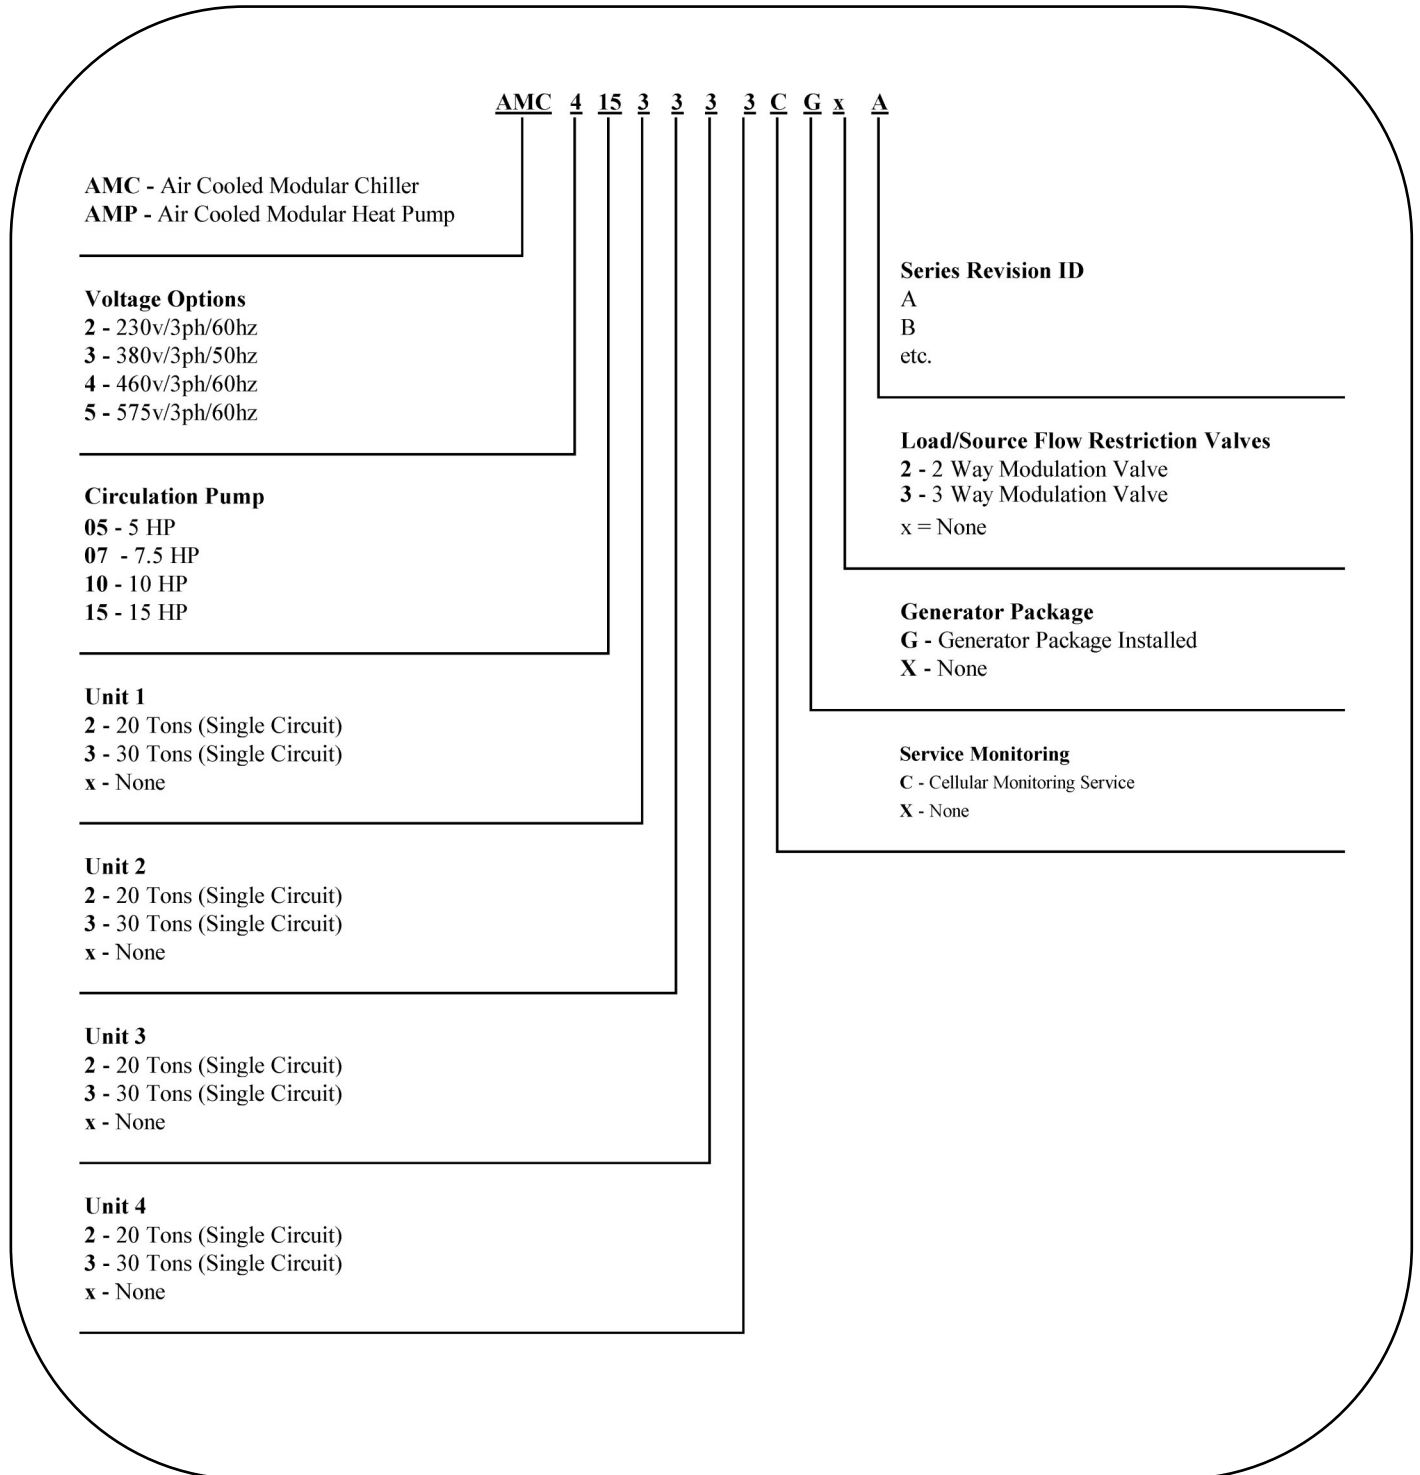 AMC 4 15 3 3 3 3 C G x A
AMC - Air Cooled Modular Chiller
AMP - Air Cooled Modular Heat Pump
Voltage Options
2 - 230v/3ph/60hz
3 - 380v/3ph/50hz
4 - 460v/3ph/60hz
5 - 575v/3ph/60hz
Circulation Pump
05 - 5 HP
07 - 7.5 HP
10 - 10 HP
15 - 15 HP
Unit 1
2 - 20 Tons (Single Circuit)
3 - 30 Tons (Single Circuit)
x - None
Unit 2
2 - 20 Tons (Single Circuit)
3 - 30 Tons (Single Circuit)
x - None
Unit 3
2 - 20 Tons (Single Circuit)
3 - 30 Tons (Single Circuit)
x - None
Unit 4
2 - 20 Tons (Single Circuit)
3 - 30 Tons (Single Circuit)
x - None
Series Revision ID
A
B
etc.
Load/Source Flow Restriction Valves
2 - 2 Way Modulation Valve
3 - 3 Way Modulation Valve
x = None
Generator Package
G - Generator Package Installed
X - None
Service Monitoring
C - Cellular Monitoring Service
X - None